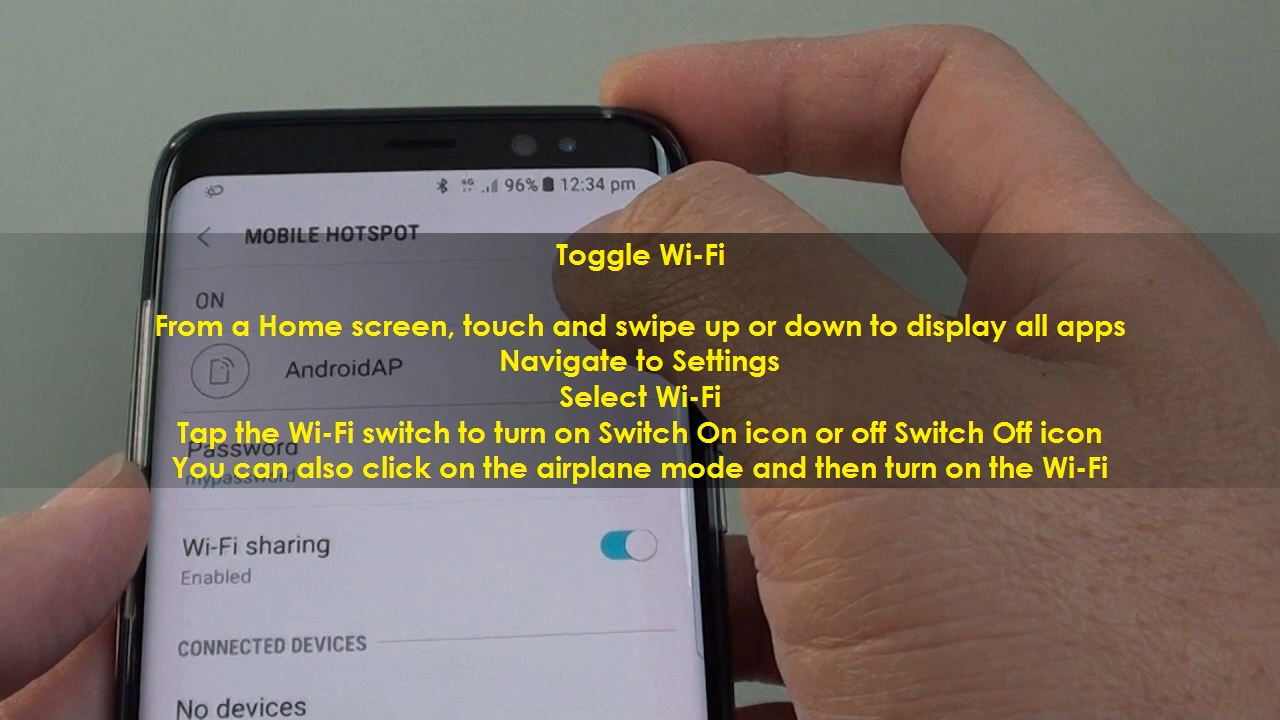 4G 96% 12:34 pm
MOBILE HOTSPOT
Toggle Wi-Fi
ON
From a Home screen, touch and swipe up or down to display all apps
Navigate to Settings
AndroidAP
Select Wi-Fi
Tap the Wi-Fi switch to turn on Switch On icon or off Switch Off icon
Password
You can also click on the airplane mode and then turn on the Wi-Fi
mypassword
Wi-Fi sharing
Enabled
CONNECTED DEVICES
No devices